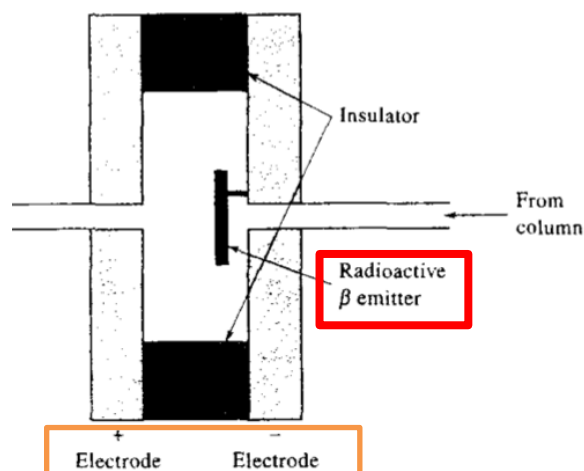 Insulator
From
column
Radioactive
β emitter
+ −
Electrode Electrode